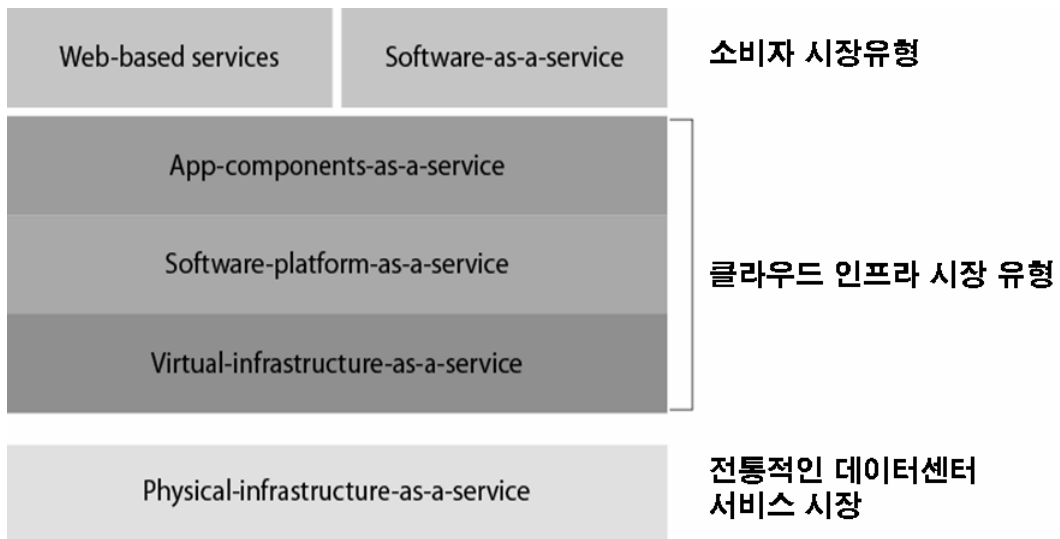 Web-based services
Software-as-a-service
소비자 시장유형
App-components-as-a-service
Software-platform-as-a-service
클라우드 인프라 시장 유형
Virtual-infrastructure-as-a-service
Physical-infrastructure-as-a-service
전통적인 데이터센터
서비스 시장